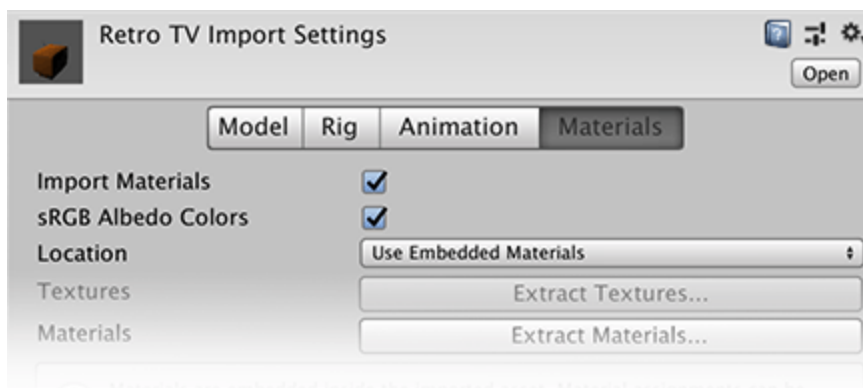 Retro TV Import Settings
Open
Model Rig Animation Materials
Import Materials
sRGB Albedo Colors
Location Use Embedded Materials
Textures Extract Textures...
Materials Extract Materials...